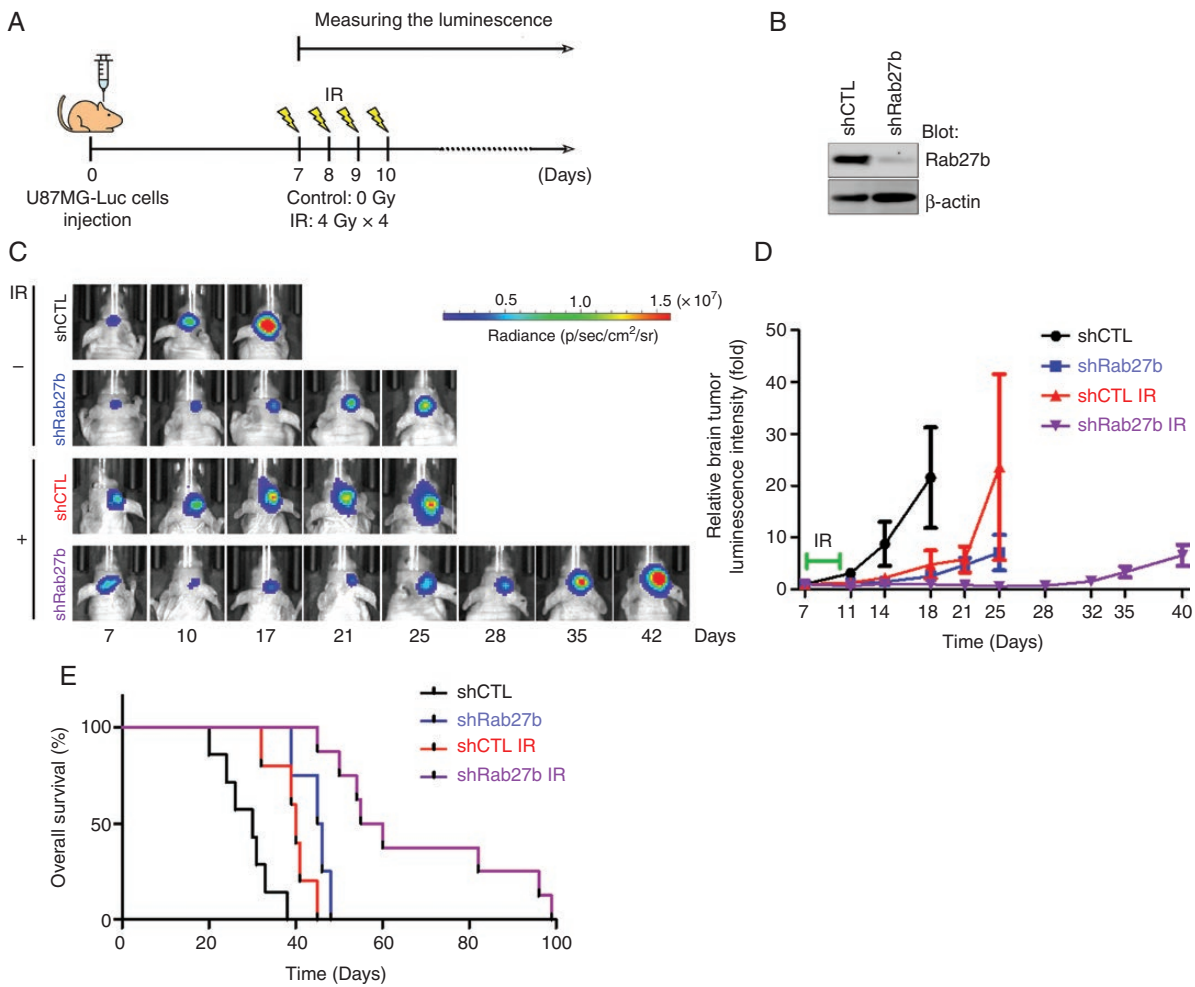 A
Measuring the luminescence
IR
0
7
8
9
10
(Days)
U87MG-Luc cells
injection
Control: 0 Gy
IR: 4 Gy × 4
B
shCTL
shRab27b
Blot:
Rab27b
β-actin
C
IR
−
+
shCTL
shRab27b
shCTL
shRab27b
0.5 1.0 1.5 (× 10⁷)
Radiance (p/sec/cm²/sr)
7 10 17 21 25 28 35 42 Days
D
Relative brain tumor
luminescence intensity (fold)
50
40
30
20
10
0
IR
shCTL
shRab27b
shCTL IR
shRab27b IR
7 11 14 18 21 25 28 32 35 40
Time (Days)
E
Overall survival (%)
100
50
0
shCTL
shRab27b
shCTL IR
shRab27b IR
0 20 40 60 80 100
Time (Days)